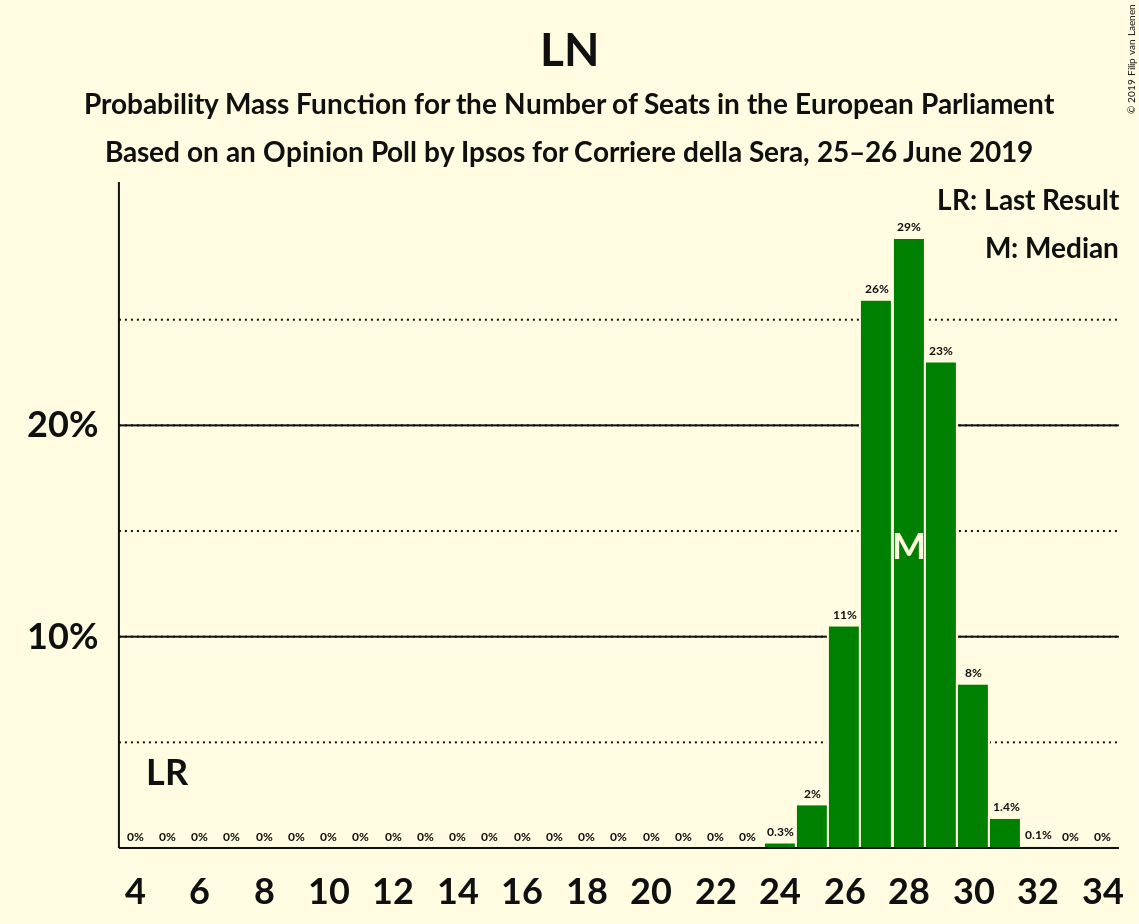 LN
Probability Mass Function for the Number of Seats in the European Parliament
Based on an Opinion Poll by Ipsos for Corriere della Sera, 25–26 June 2019
© 2019 Filip van Laenen
LR: Last Result
M: Median
20%
10%
LR
M
0% 0% 0% 0% 0% 0% 0% 0% 0% 0% 0% 0% 0% 0% 0% 0% 0% 0% 0% 0% 0.3% 2% 11% 26% 29% 23% 8% 1.4% 0.1% 0% 0%
4 6 8 10 12 14 16 18 20 22 24 26 28 30 32 34